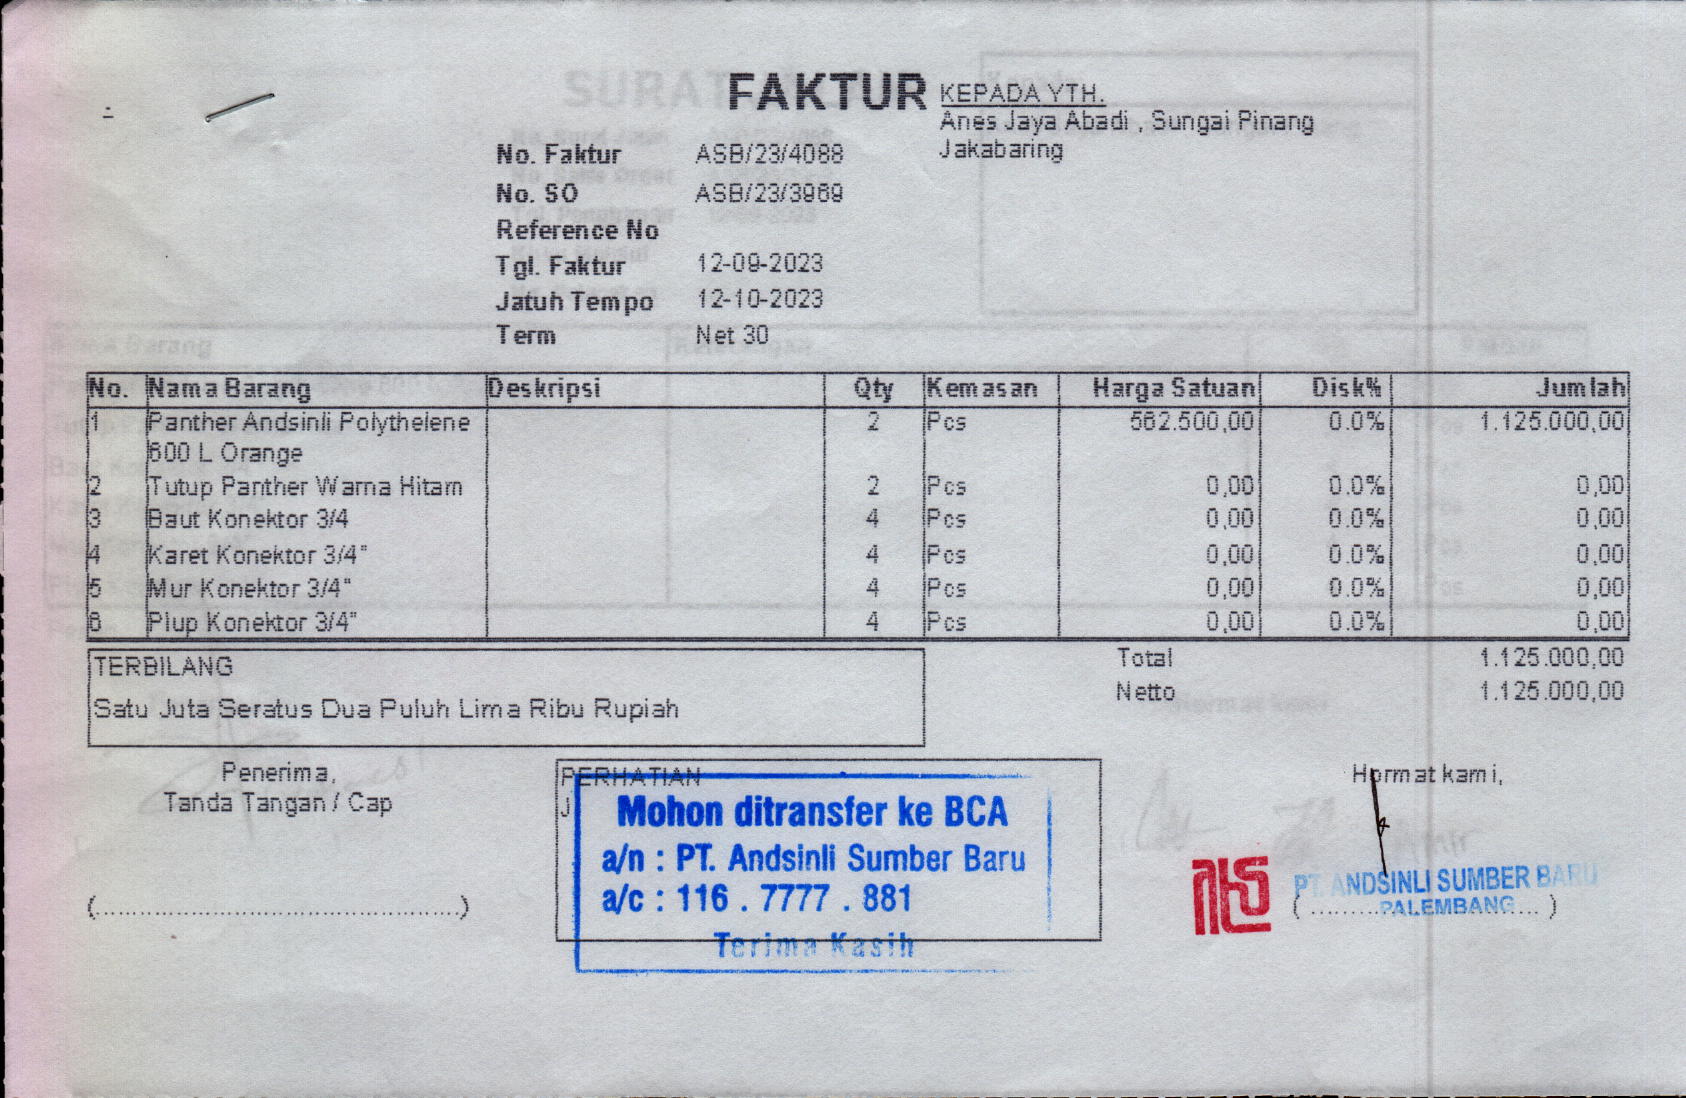 FAKTUR
KEPADA YTH.
Anes Jaya Abadi , Sungai Pinang
Jakabaring
No. Faktur ASB/23/4088
No. SO ASB/23/3969
Reference No
Tgl. Faktur 12-09-2023
Jatuh Tempo 12-10-2023
Term Net 30
No. Nama Barang Deskripsi Qty Kemasan Harga Satuan Disk% Jumlah
1 Panther Andsinli Polythelene 2 Pcs 562.500,00 0.0% 1.125.000,00
600 L Orange
2 Tutup Panther Warna Hitam 2 Pcs 0,00 0.0% 0,00
3 Baut Konektor 3/4 4 Pcs 0,00 0.0% 0,00
4 Karet Konektor 3/4" 4 Pcs 0,00 0.0% 0,00
5 Mur Konektor 3/4" 4 Pcs 0,00 0.0% 0,00
6 Plup Konektor 3/4" 4 Pcs 0,00 0.0% 0,00
TERBILANG
Satu Juta Seratus Dua Puluh Lima Ribu Rupiah
Total 1.125.000,00
Netto 1.125.000,00
Penerima,
Tanda Tangan / Cap
(................................................)
PERHATIAN
Mohon ditransfer ke BCA
a/n : PT. Andsinli Sumber Baru
a/c : 116 . 7777 . 881
Terima Kasih
Hormat kami,
PT. ANDSINLI SUMBER BARU
PALEMBANG